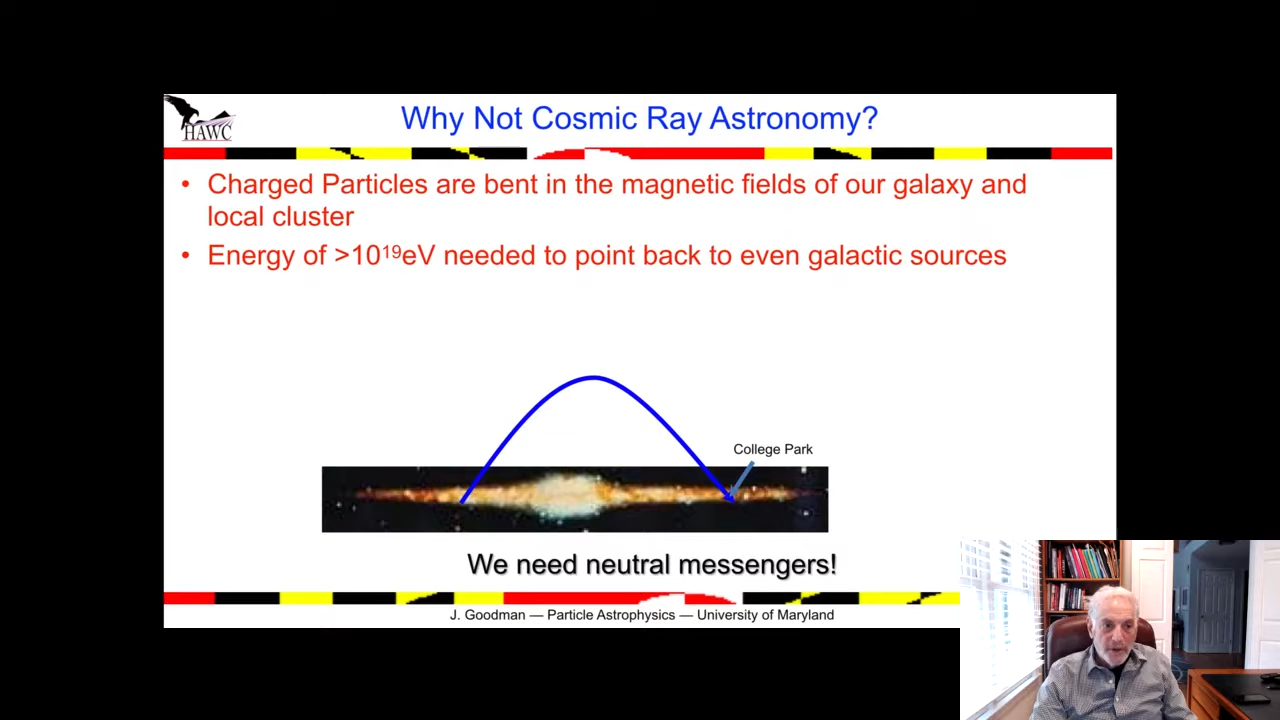 HAWC
Why Not Cosmic Ray Astronomy?
• Charged Particles are bent in the magnetic fields of our galaxy and
local cluster
• Energy of >10¹⁹eV needed to point back to even galactic sources
College Park
We need neutral messengers!
J. Goodman — Particle Astrophysics — University of Maryland